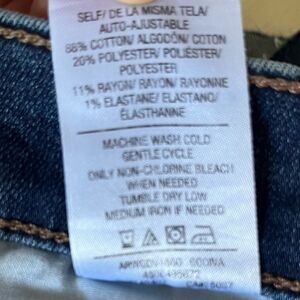 SELF/ DE LA MISMA TELA/
AUTO-AJUSTABLE
68% COTTON/ ALGODÓN/ COTON
20% POLYESTER/ POLIÉSTER/
POLYESTER
11% RAYON/ RAYÓN/ RAYONNE
1% ELASTANE/ ELASTANO/
ÉLASTHANNE
MACHINE WASH COLD
GENTLE CYCLE
ONLY NON-CHLORINE BLEACH
WHEN NEEDED
TUMBLE DRY LOW
MEDIUM IRON IF NEEDED